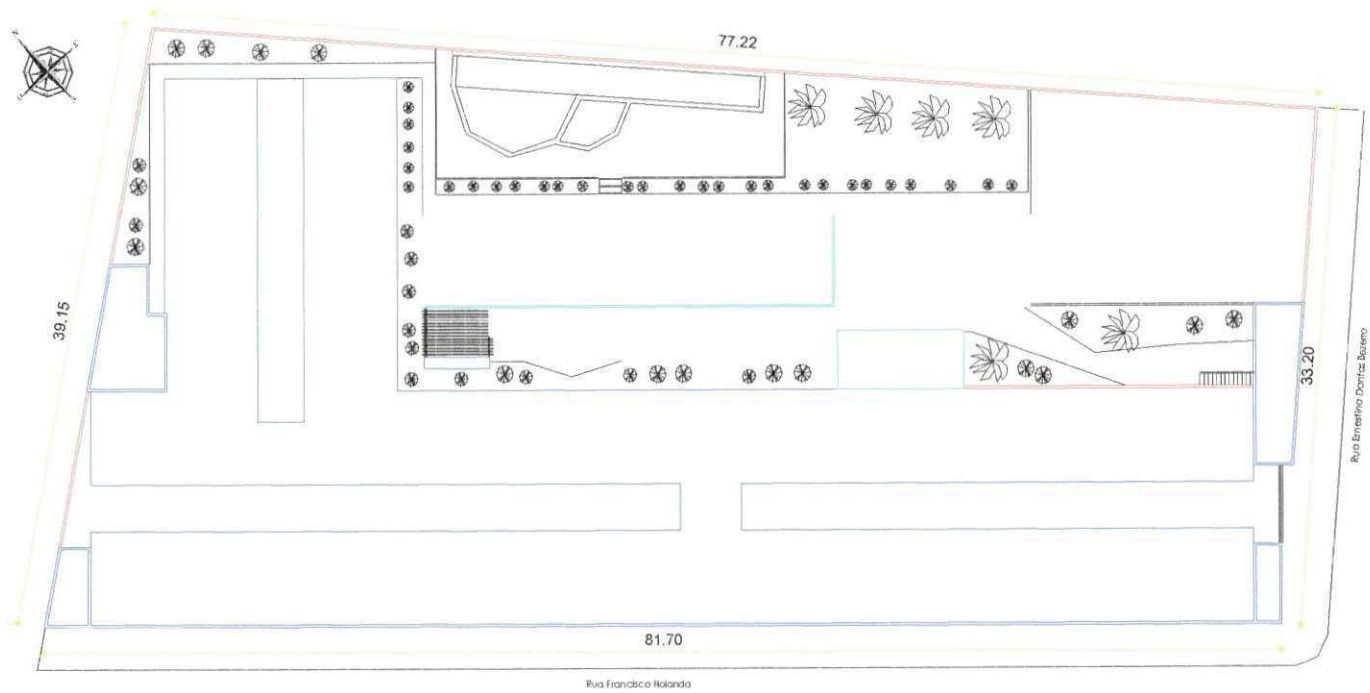 77.22
39.15
33.20
Rua Ernestina Dantas Bezerra
81.70
Rua Francisco Holanda